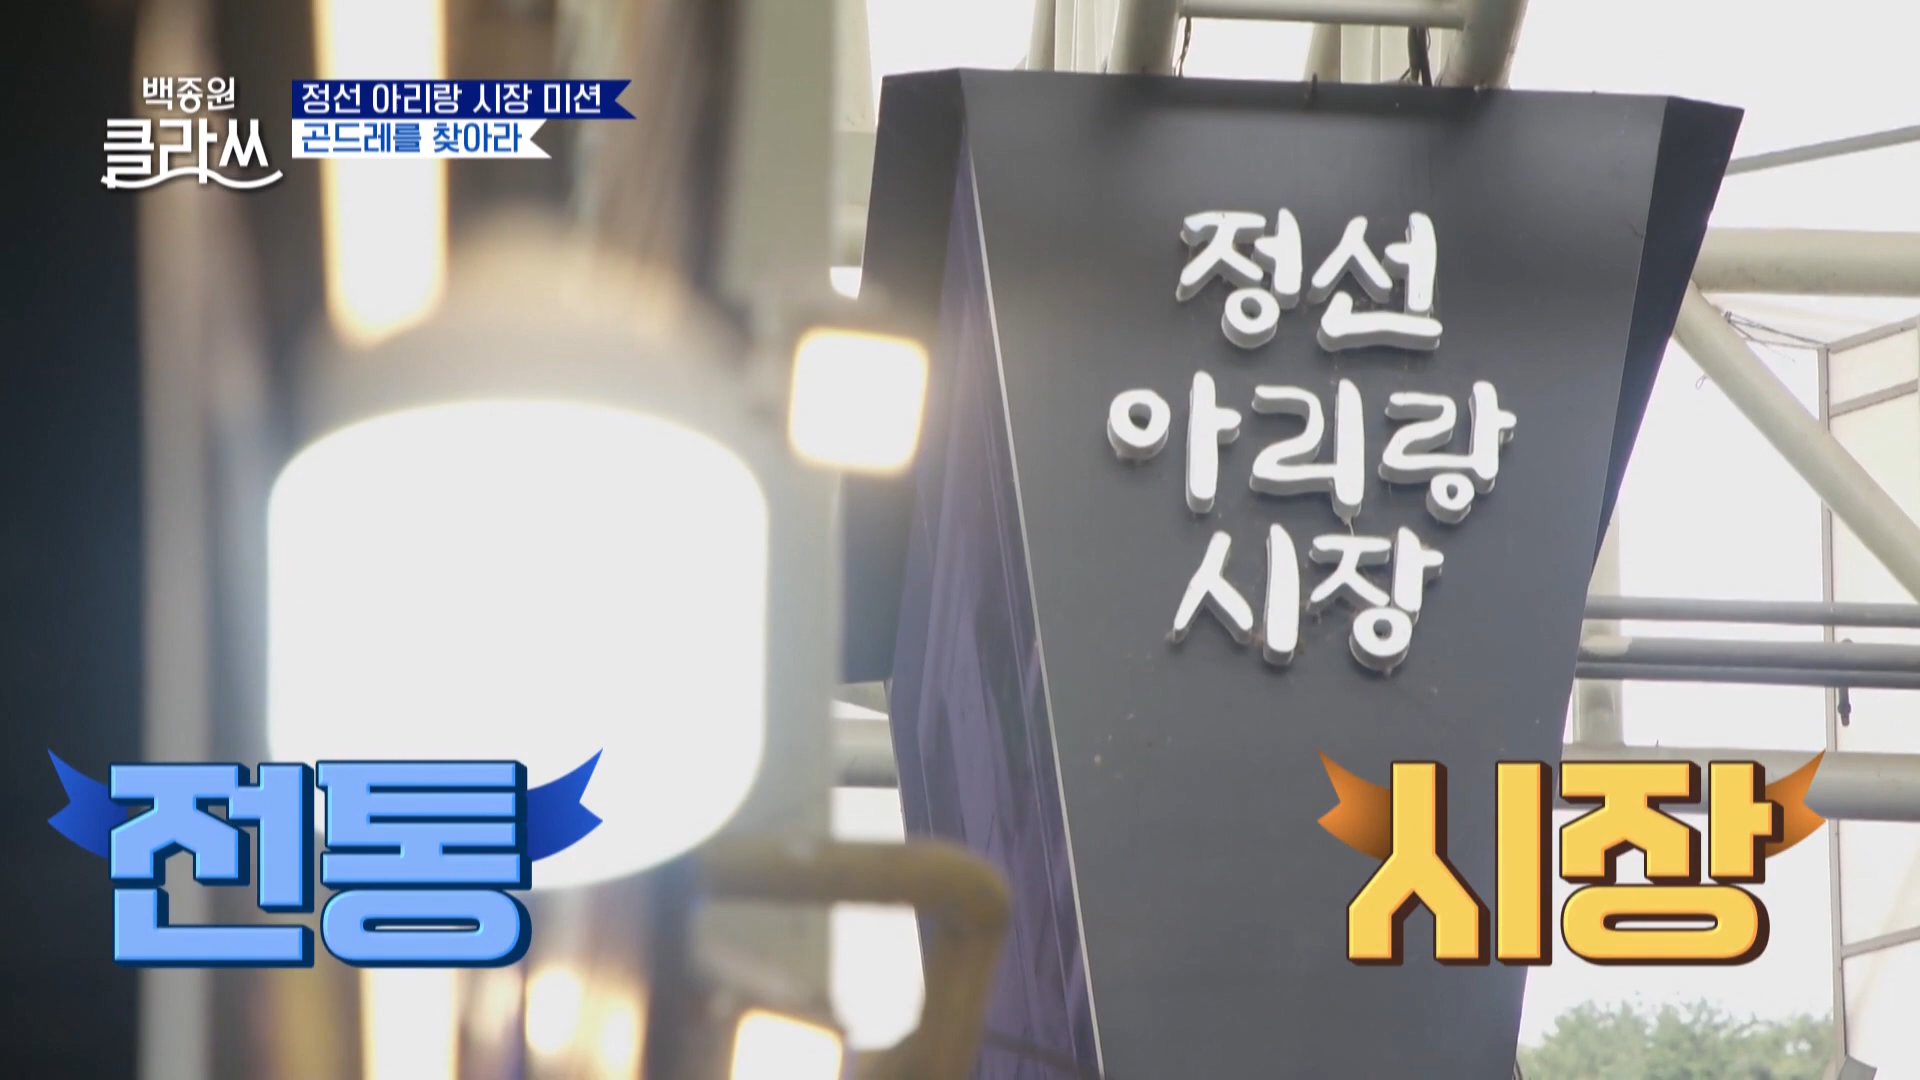 백종원
클라쓰
정선 아리랑 시장 미션
곤드레를 찾아라
정선
아리랑
시장
전통 시장